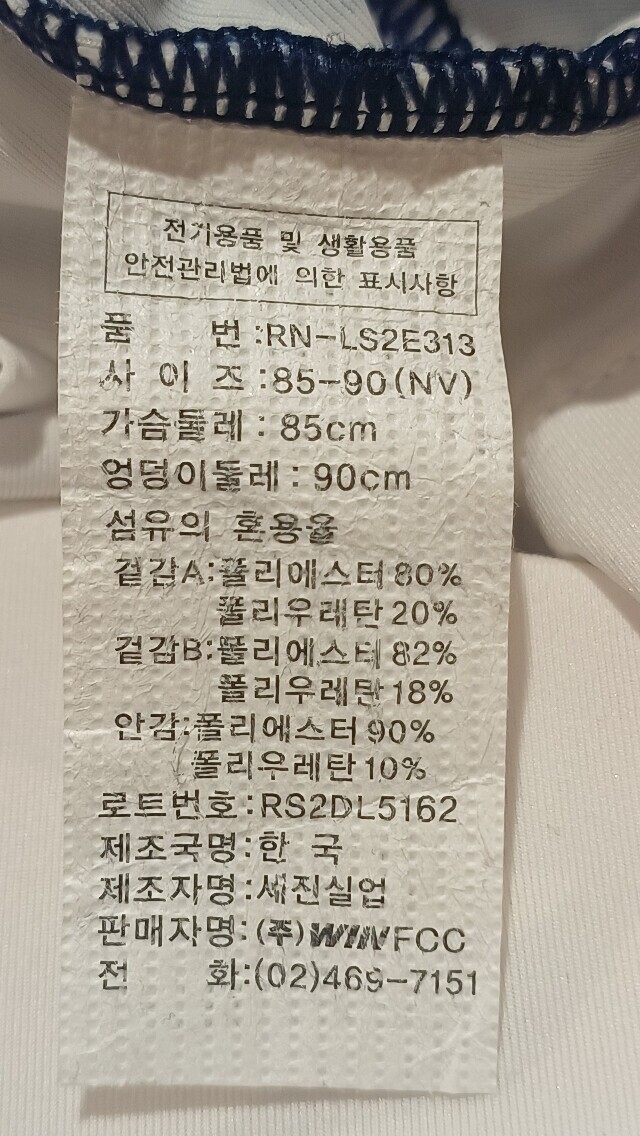 전기용품 및 생활용품
안전관리법에 의한 표시사항
품 번:RN-LS2E313
사 이 즈:85-90(NV)
가슴둘레:85cm
엉덩이둘레:90cm
섬유의 혼용율
겉감A:폴리에스터80%
폴리우레탄20%
겉감B:폴리에스터82%
폴리우레탄18%
안감:폴리에스터90%
폴리우레탄10%
로트번호:RS2DL5162
제조국명:한 국
제조자명:세진실업
판매자명:(주)WINFCC
전 화:(02)469-7151